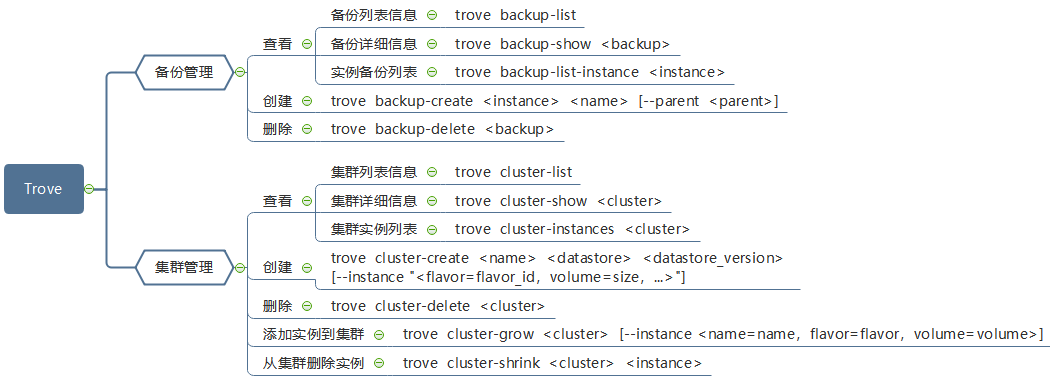 Trove
备份管理
查看
备份列表信息 trove backup-list
备份详细信息 trove backup-show <backup>
实例备份列表 trove backup-list-instance <instance>
创建 trove backup-create <instance> <name> [--parent <parent>]
删除 trove backup-delete <backup>
集群管理
查看
集群列表信息 trove cluster-list
集群详细信息 trove cluster-show <cluster>
集群实例列表 trove cluster-instances <cluster>
创建 trove cluster-create <name> <datastore> <datastore_version>
[--instance "<flavor=flavor_id, volume=size, ...>"]
删除 trove cluster-delete <cluster>
添加实例到集群 trove cluster-grow <cluster> [--instance <name=name, flavor=flavor, volume=volume>]
从集群删除实例 trove cluster-shrink <cluster> <instance>